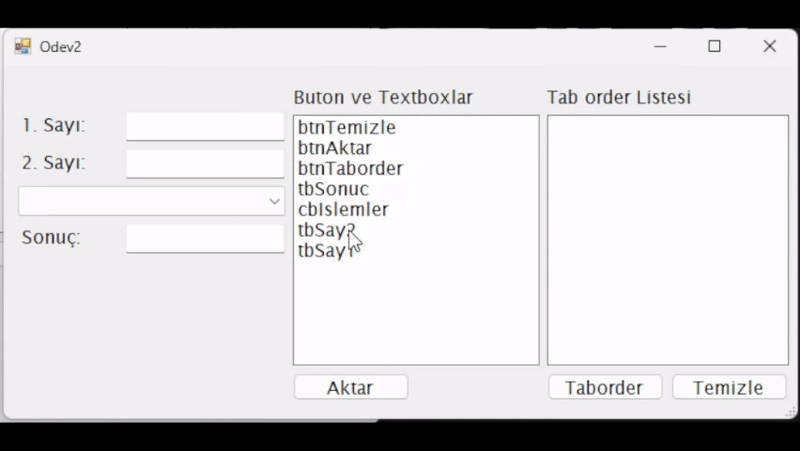 Odev2
Buton ve Textboxlar
Tab order Listesi
1. Sayı:
2. Sayı:
Sonuç:
btnTemizle
btnAktar
btnTaborder
tbSonuc
cbIslemler
tbSay2
tbSay1
Aktar
Taborder
Temizle